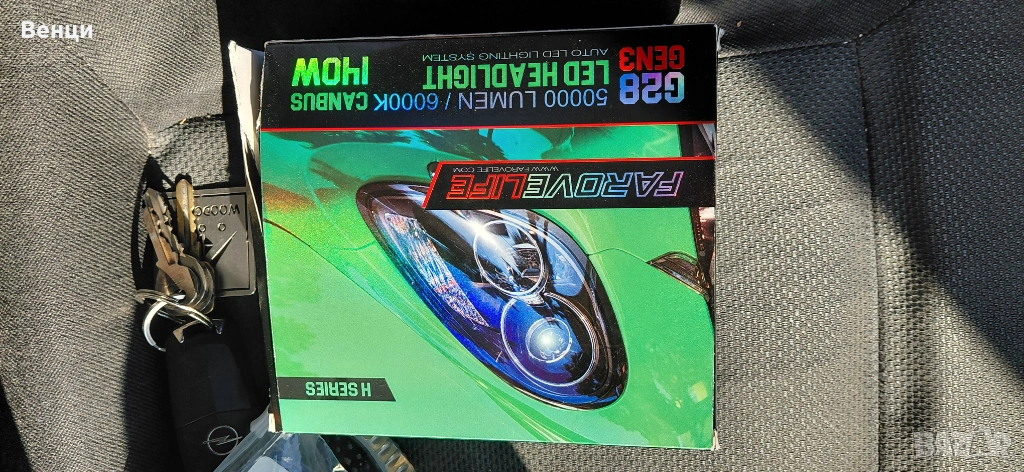 Венци
G28
GEN3
LED HEADLIGHT
AUTO LED LIGHTING SYSTEM
50000 LUMEN / 6000K
CANBUS
140W
FAROVELIFE
WWW.FAROVELIFE.COM
H SERIES